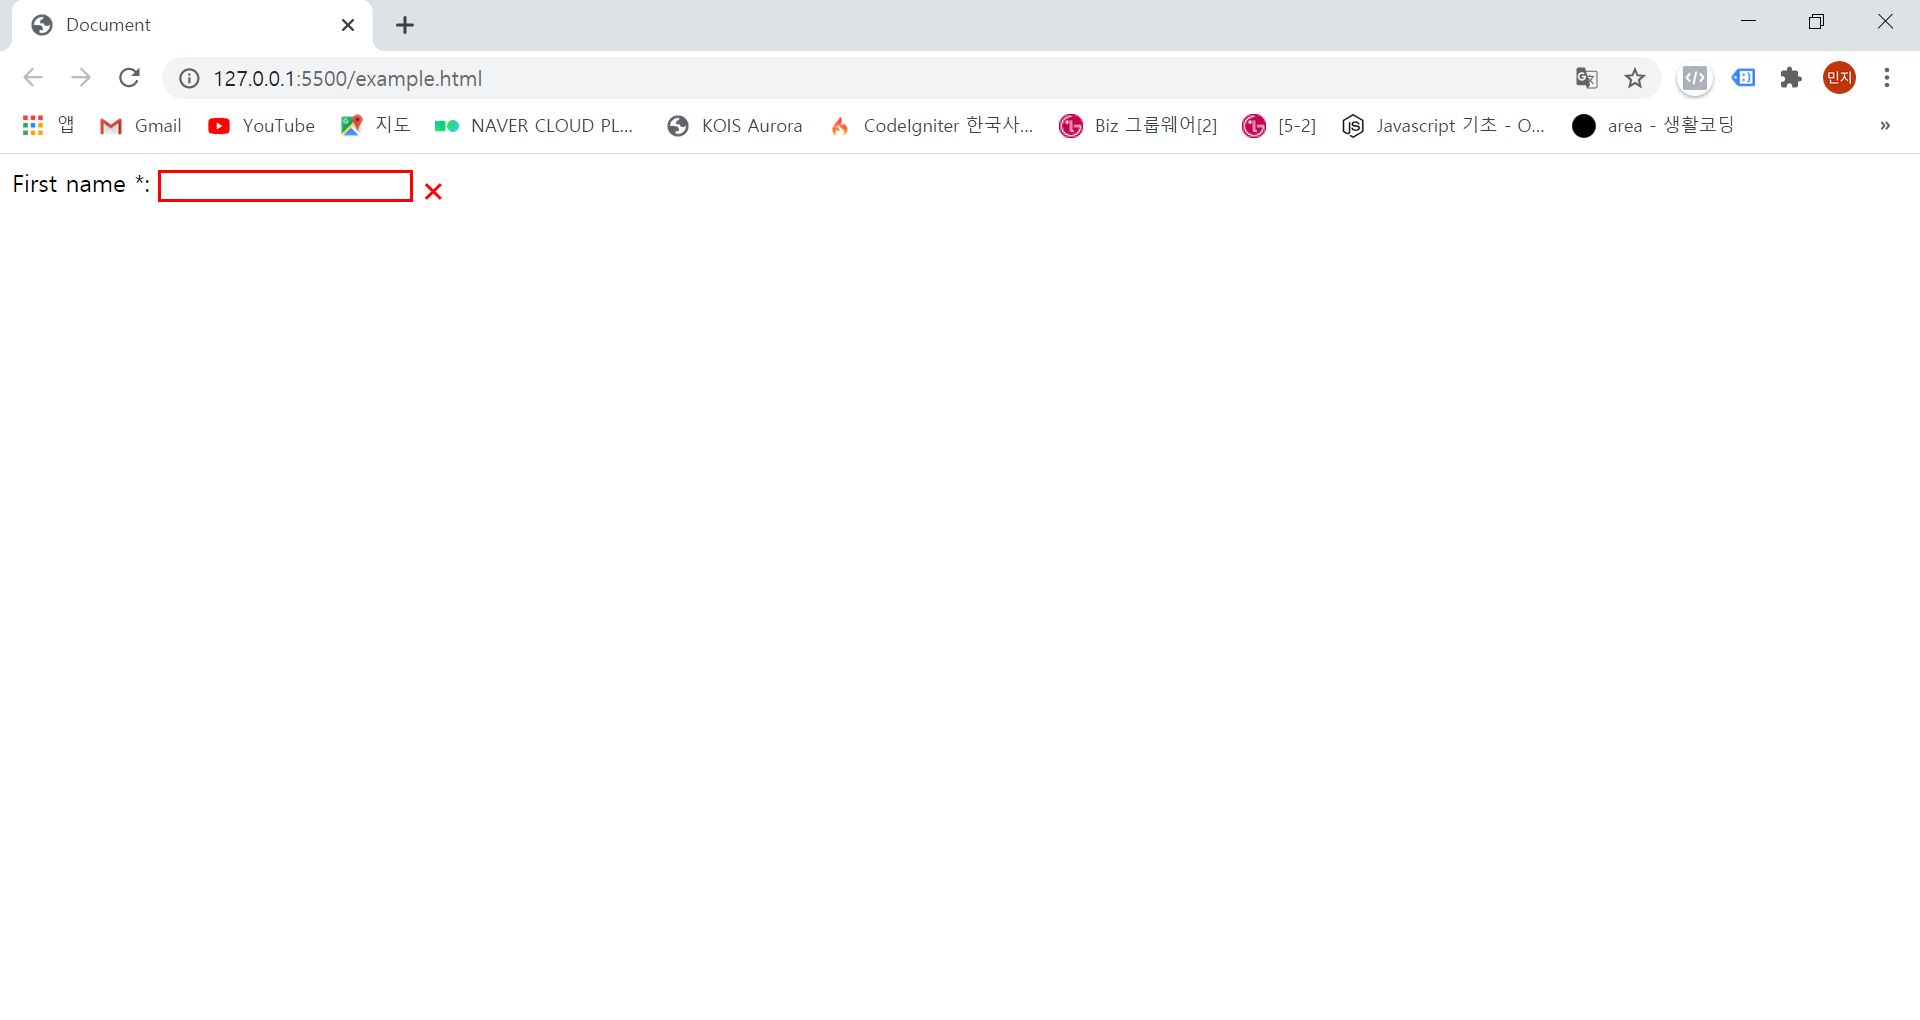 Document
127.0.0.1:5500/example.html
민지
앱 Gmail YouTube 지도 NAVER CLOUD PL... KOIS Aurora CodeIgniter 한국사... Biz 그룹웨어[2] [5-2] Javascript 기초 - O... area - 생활코딩 »
First name *: ✕